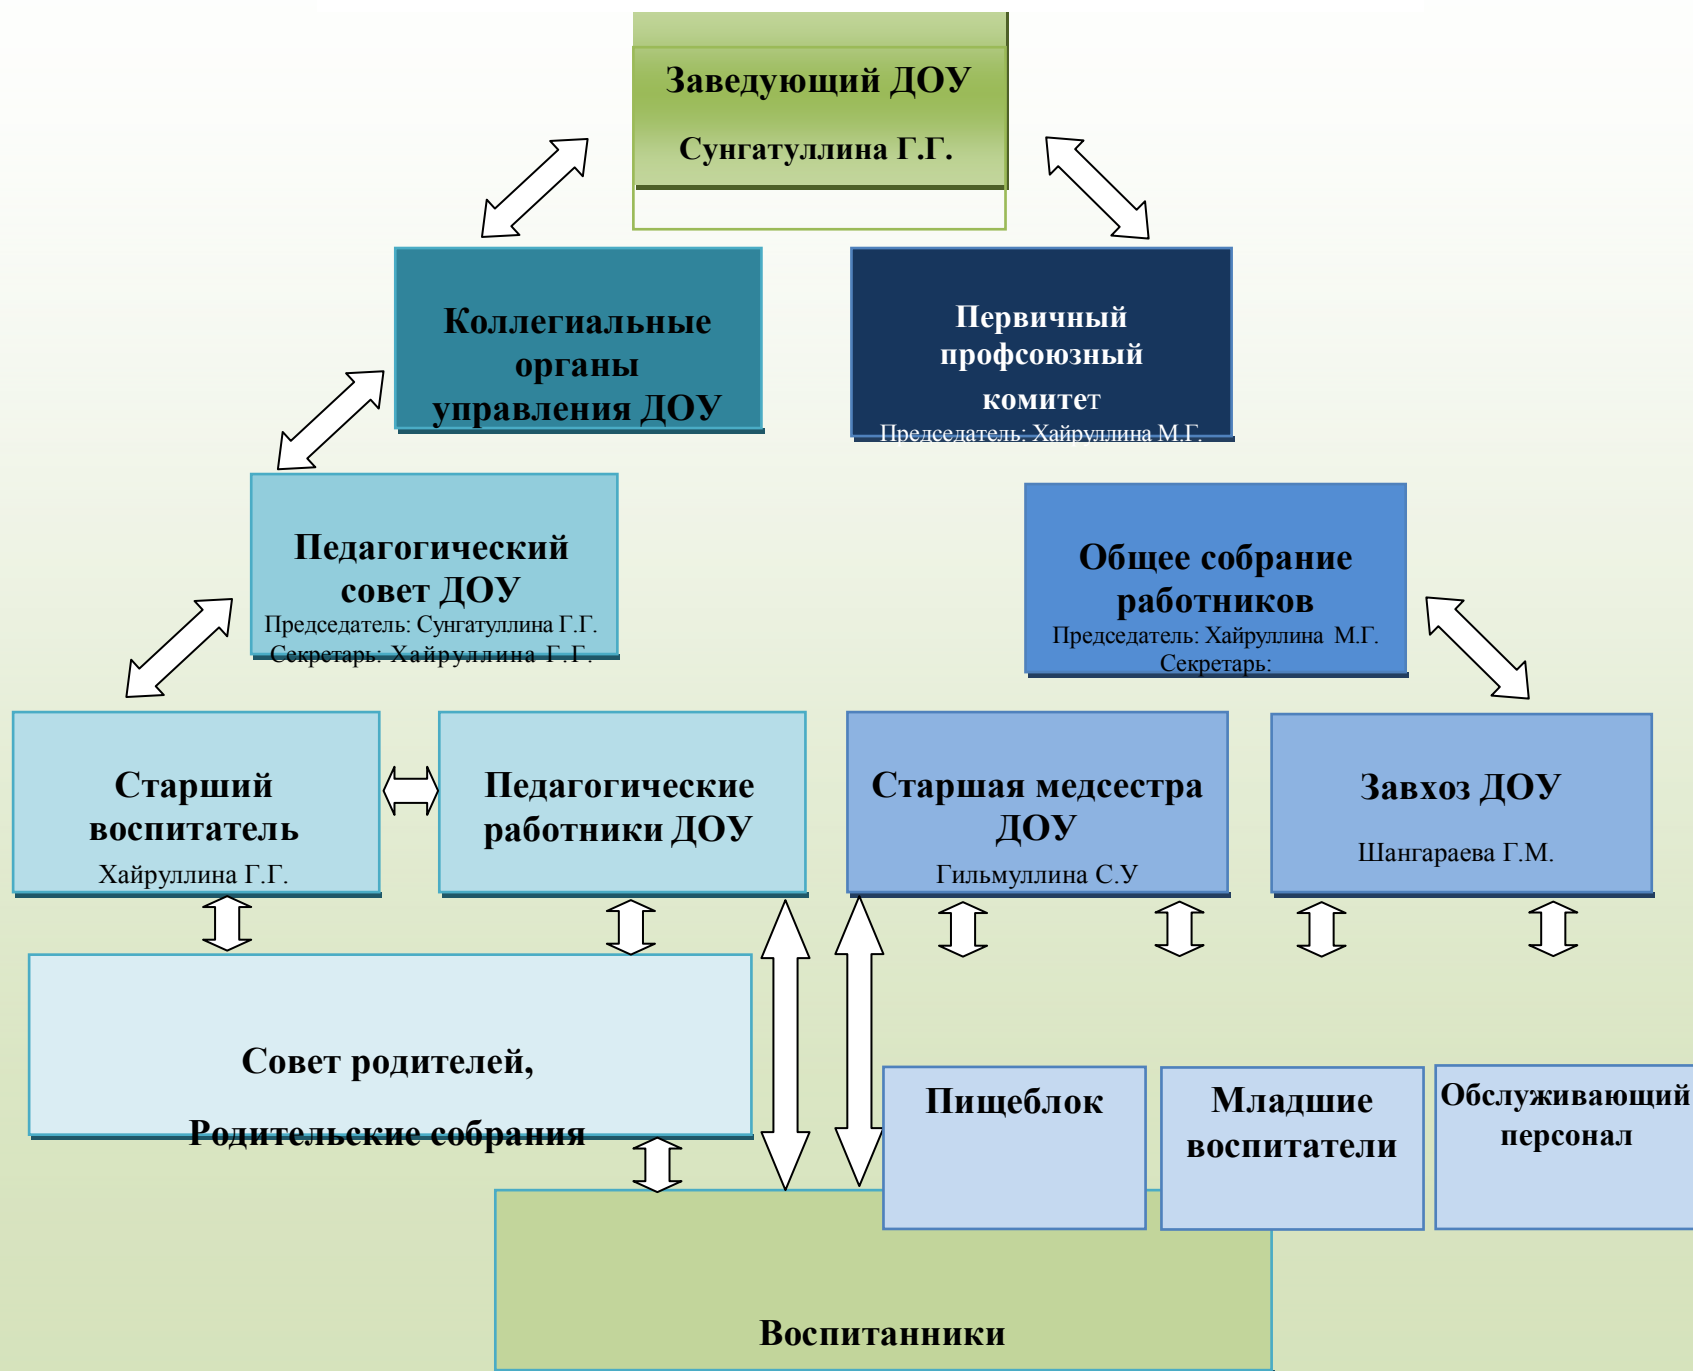 Заведующий ДОУ
Сунгатуллина Г.Г.
Коллегиальные
органы
управления ДОУ
Первичный
профсоюзный
комитет
Председатель: Хайруллина М.Г.
Педагогический
совет ДОУ
Председатель: Сунгатуллина Г.Г.
Секретарь: Хайруллина Г.Г.
Общее собрание
работников
Председатель: Хайруллина М.Г.
Секретарь:
Старший
воспитатель
Хайруллина Г.Г.
Педагогические
работники ДОУ
Старшая медсестра
ДОУ
Гильмуллина С.У
Завхоз ДОУ
Шангараева Г.М.
Совет родителей,
Родительские собрания
Пищеблок
Младшие
воспитатели
Обслуживающий
персонал
Воспитанники